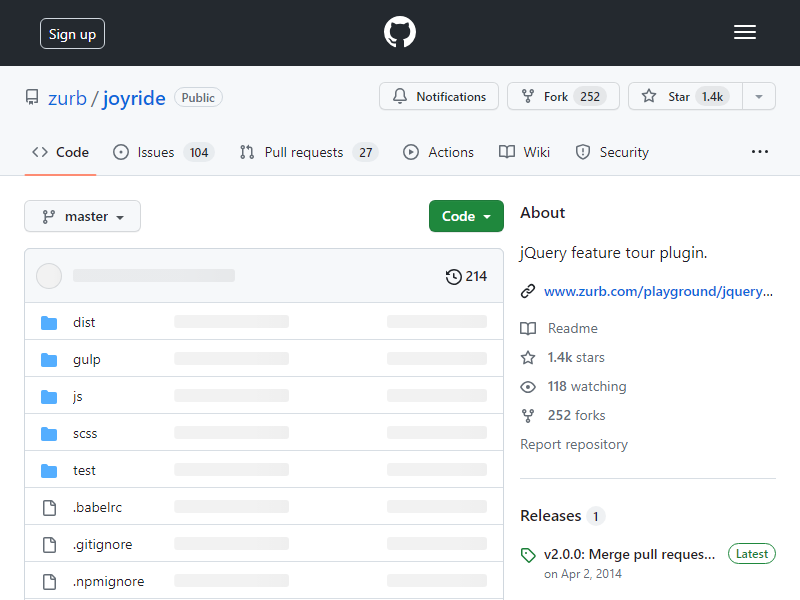 Sign up
zurb / joyride Public
Notifications
Fork 252
Star 1.4k
Code
Issues 104
Pull requests 27
Actions
Wiki
Security
master
Code
214
dist
gulp
js
scss
test
.babelrc
.gitignore
.npmignore
About
jQuery feature tour plugin.
www.zurb.com/playground/jquery...
Readme
1.4k stars
118 watching
252 forks
Report repository
Releases 1
v2.0.0: Merge pull reques... Latest
on Apr 2, 2014